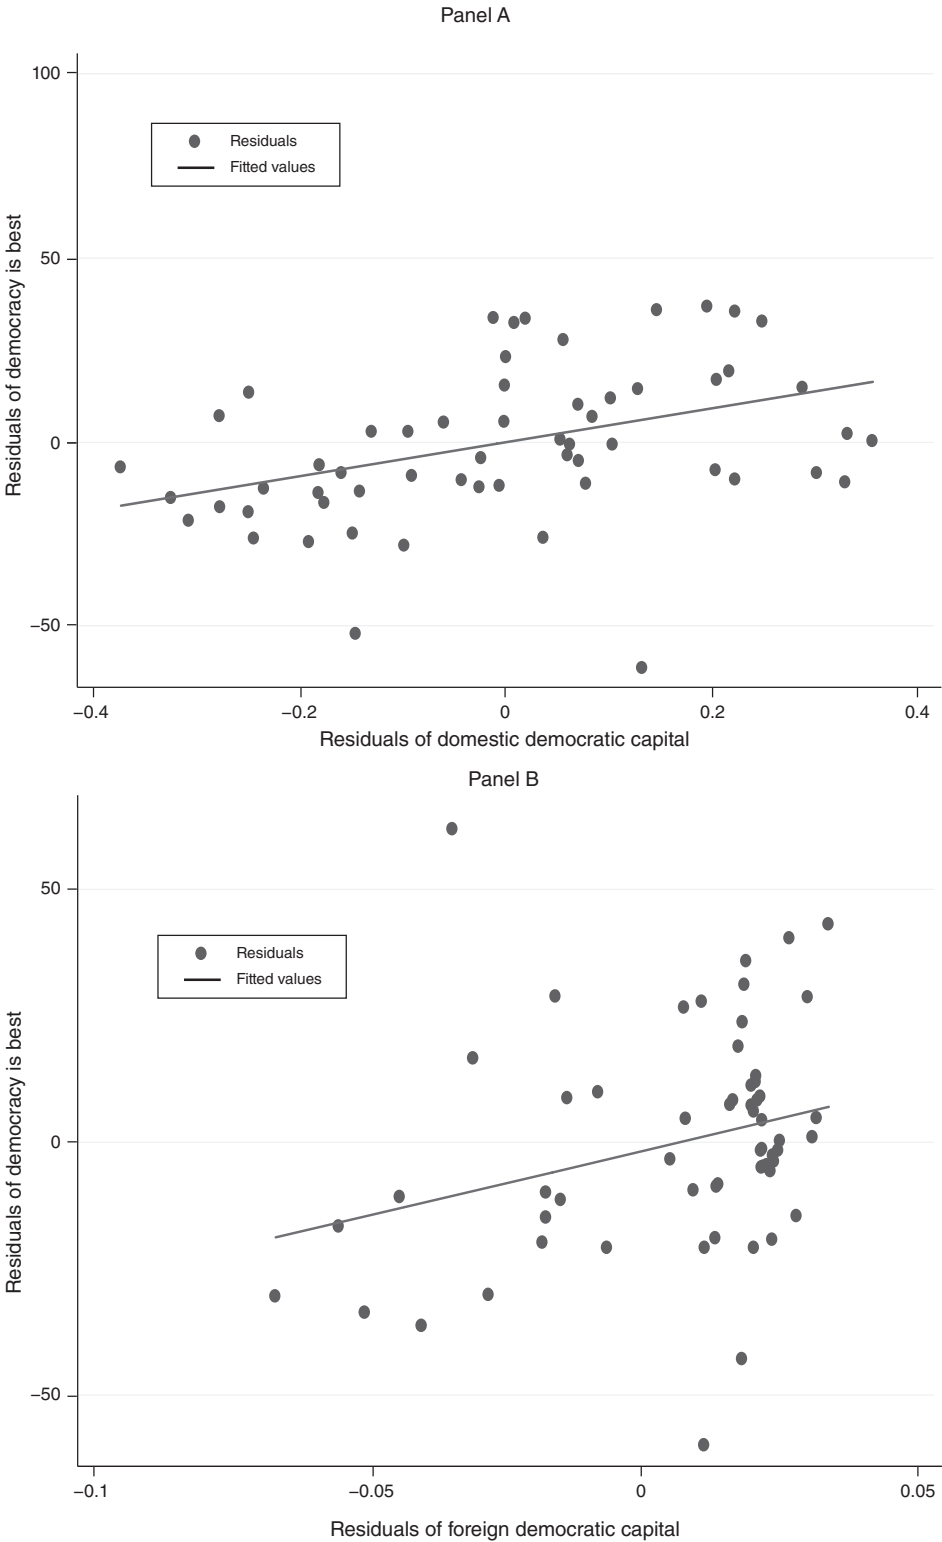 Panel A
100
50
0
−50
Residuals of democracy is best
Residuals
Fitted values
−0.4
−0.2
0
0.2
0.4
Residuals of domestic democratic capital
Panel B
50
0
−50
Residuals of democracy is best
Residuals
Fitted values
−0.1
−0.05
0
0.05
Residuals of foreign democratic capital